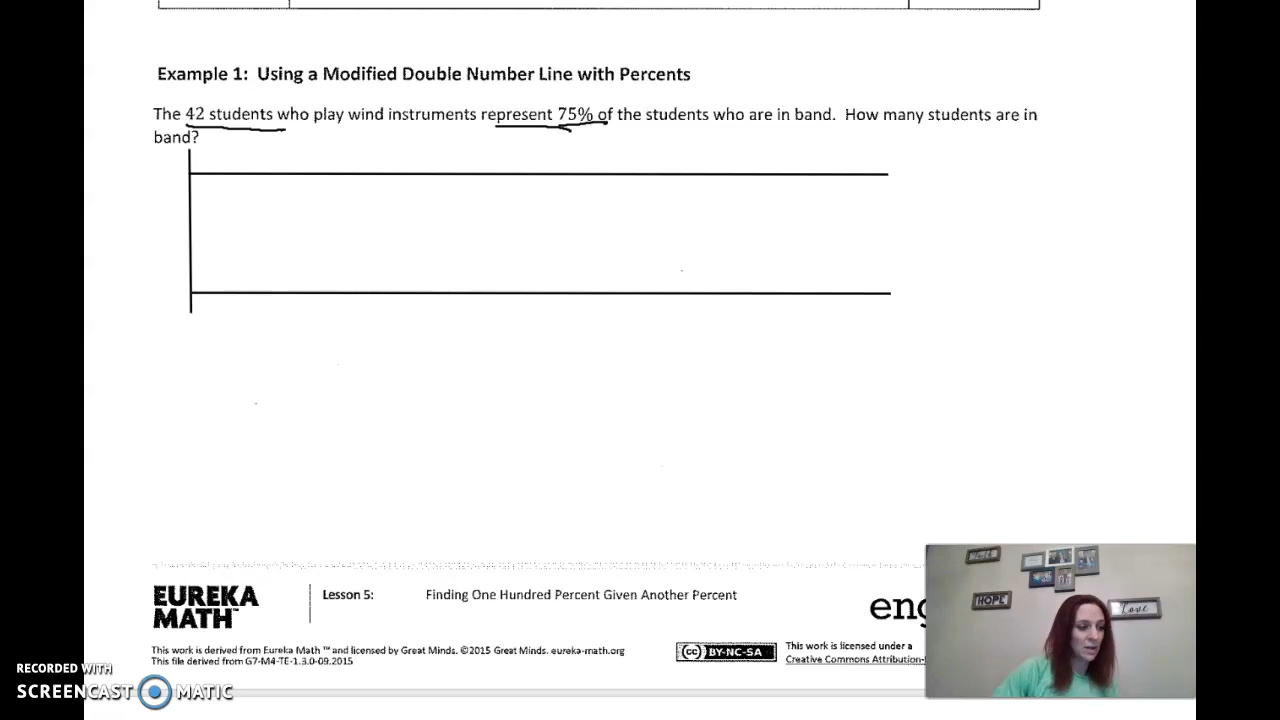 Example 1: Using a Modified Double Number Line with Percents
The 42 students who play wind instruments represent 75% of the students who are in band. How many students are in
band?
EUREKA
MATH™
Lesson 5:
Finding One Hundred Percent Given Another Percent
eng
This work is derived from Eureka Math ™ and licensed by Great Minds. ©2015 Great Minds. eureka-math.org
This file derived from G7-M4-TE-1.3.0-09.2015
(cc) BY-NC-SA
This work is licensed under a
Creative Commons Attribution-
HOPE
Love
RECORDED WITH
SCREENCAST MATIC